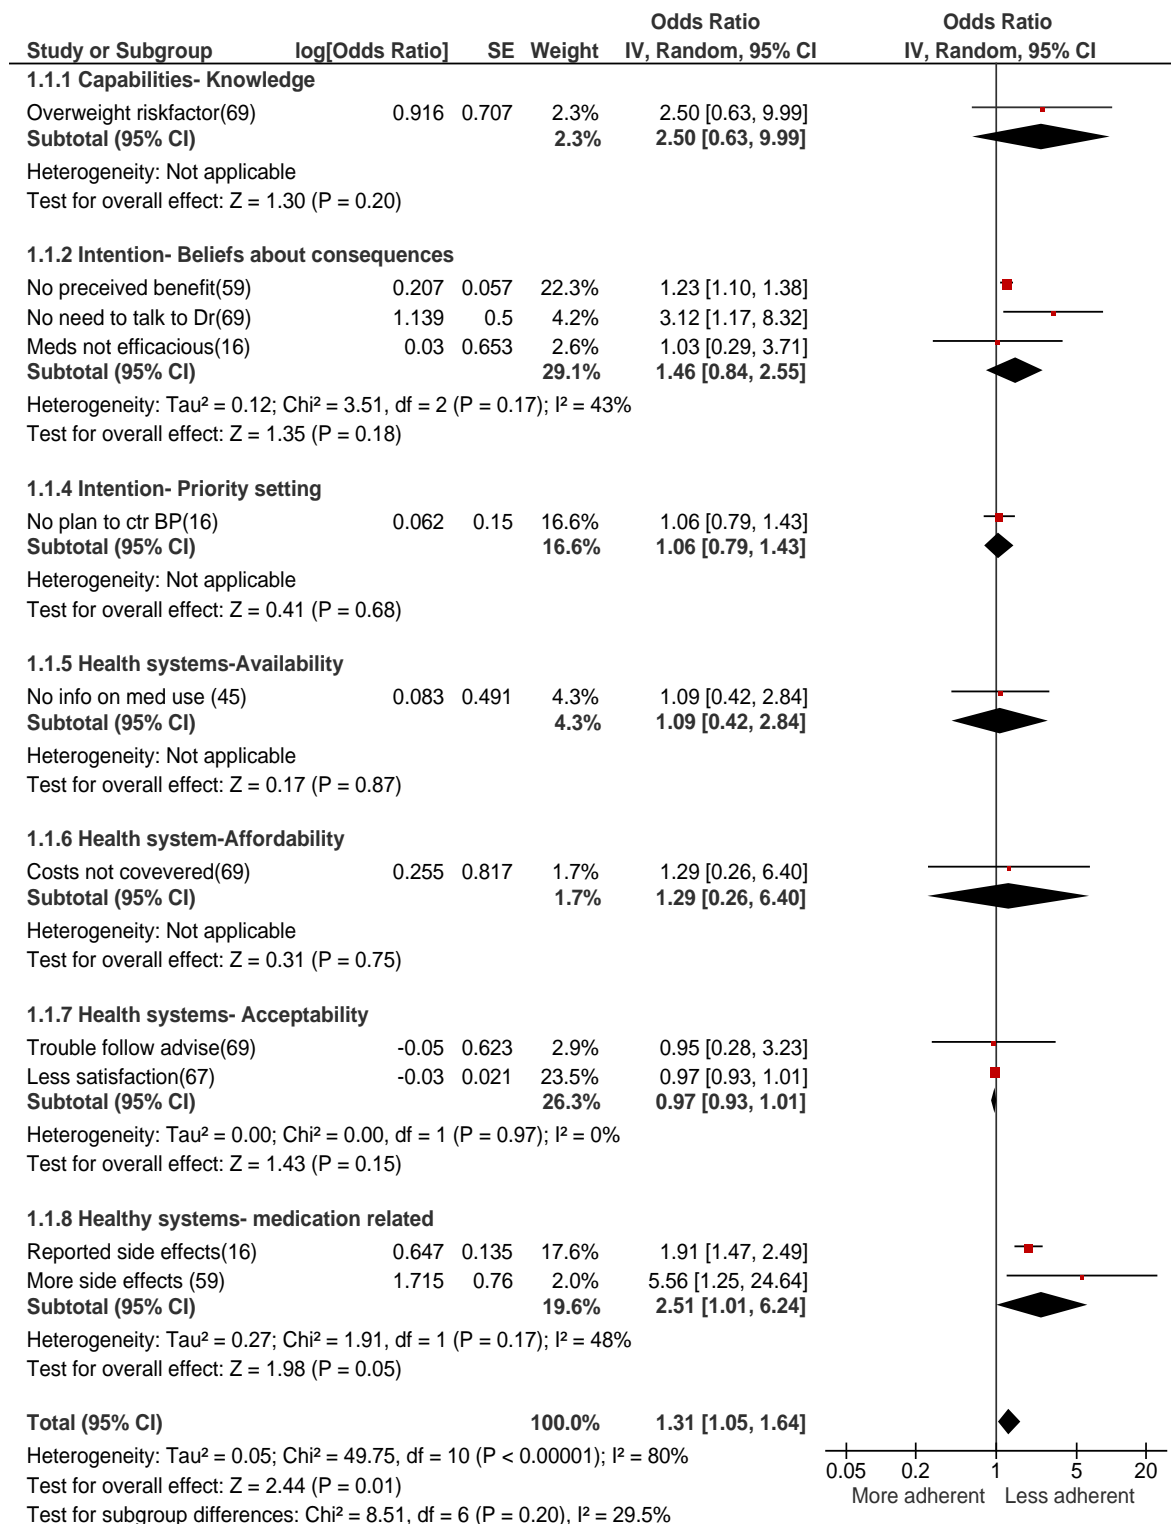 Odds Ratio Odds Ratio
Study or Subgroup log[Odds Ratio] SE Weight IV, Random, 95% CI IV, Random, 95% CI
1.1.1 Capabilities- Knowledge
Overweight riskfactor(69) 0.916 0.707 2.3% 2.50 [0.63, 9.99]
Subtotal (95% CI) 2.3% 2.50 [0.63, 9.99]
Heterogeneity: Not applicable
Test for overall effect: Z = 1.30 (P = 0.20)
1.1.2 Intention- Beliefs about consequences
No preceived benefit(59) 0.207 0.057 22.3% 1.23 [1.10, 1.38]
No need to talk to Dr(69) 1.139 0.5 4.2% 3.12 [1.17, 8.32]
Meds not efficacious(16) 0.03 0.653 2.6% 1.03 [0.29, 3.71]
Subtotal (95% CI) 29.1% 1.46 [0.84, 2.55]
Heterogeneity: Tau² = 0.12; Chi² = 3.51, df = 2 (P = 0.17); I² = 43%
Test for overall effect: Z = 1.35 (P = 0.18)
1.1.4 Intention- Priority setting
No plan to ctr BP(16) 0.062 0.15 16.6% 1.06 [0.79, 1.43]
Subtotal (95% CI) 16.6% 1.06 [0.79, 1.43]
Heterogeneity: Not applicable
Test for overall effect: Z = 0.41 (P = 0.68)
1.1.5 Health systems-Availability
No info on med use (45) 0.083 0.491 4.3% 1.09 [0.42, 2.84]
Subtotal (95% CI) 4.3% 1.09 [0.42, 2.84]
Heterogeneity: Not applicable
Test for overall effect: Z = 0.17 (P = 0.87)
1.1.6 Health system-Affordability
Costs not covevered(69) 0.255 0.817 1.7% 1.29 [0.26, 6.40]
Subtotal (95% CI) 1.7% 1.29 [0.26, 6.40]
Heterogeneity: Not applicable
Test for overall effect: Z = 0.31 (P = 0.75)
1.1.7 Health systems- Acceptability
Trouble follow advise(69) -0.05 0.623 2.9% 0.95 [0.28, 3.23]
Less satisfaction(67) -0.03 0.021 23.5% 0.97 [0.93, 1.01]
Subtotal (95% CI) 26.3% 0.97 [0.93, 1.01]
Heterogeneity: Tau² = 0.00; Chi² = 0.00, df = 1 (P = 0.97); I² = 0%
Test for overall effect: Z = 1.43 (P = 0.15)
1.1.8 Healthy systems- medication related
Reported side effects(16) 0.647 0.135 17.6% 1.91 [1.47, 2.49]
More side effects (59) 1.715 0.76 2.0% 5.56 [1.25, 24.64]
Subtotal (95% CI) 19.6% 2.51 [1.01, 6.24]
Heterogeneity: Tau² = 0.27; Chi² = 1.91, df = 1 (P = 0.17); I² = 48%
Test for overall effect: Z = 1.98 (P = 0.05)
Total (95% CI) 100.0% 1.31 [1.05, 1.64]
Heterogeneity: Tau² = 0.05; Chi² = 49.75, df = 10 (P < 0.00001); I² = 80%
0.05 0.2 1 5 20
Test for overall effect: Z = 2.44 (P = 0.01)
More adherent Less adherent
Test for subgroup differences: Chi² = 8.51, df = 6 (P = 0.20), I² = 29.5%